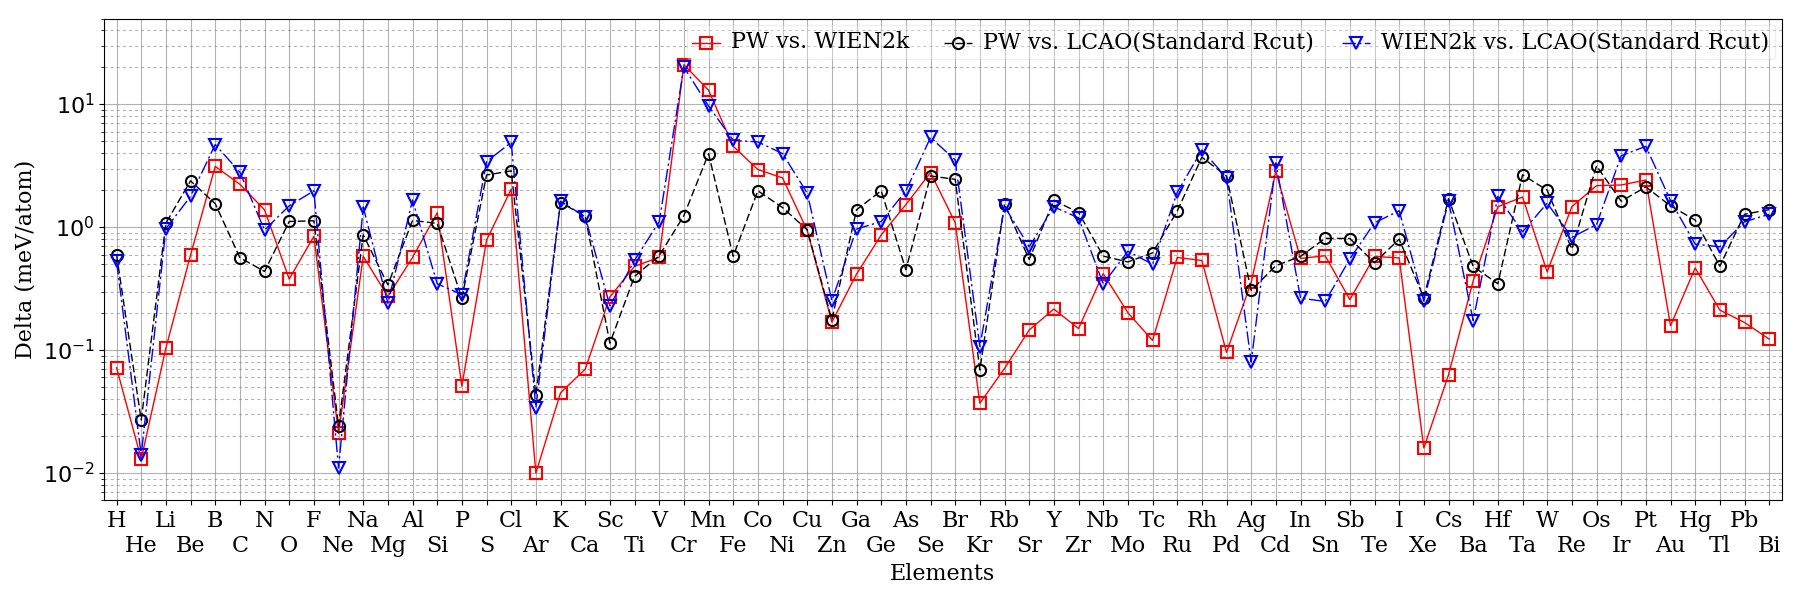 PW vs. WIEN2k PW vs. LCAO(Standard Rcut) WIEN2k vs. LCAO(Standard Rcut)
Delta (meV/atom)
10¹
10⁰
10⁻¹
10⁻²
H Li B N F Na Al P Cl K Sc V Mn Co Cu Ga As Br Rb Y Nb Tc Rh Ag In Sb I Cs Hf W Os Pt Hg Pb
He Be C O Ne Mg Si S Ar Ca Ti Cr Fe Ni Zn Ge Se Kr Sr Zr Mo Ru Pd Cd Sn Te Xe Ba Ta Re Ir Au Tl Bi
Elements